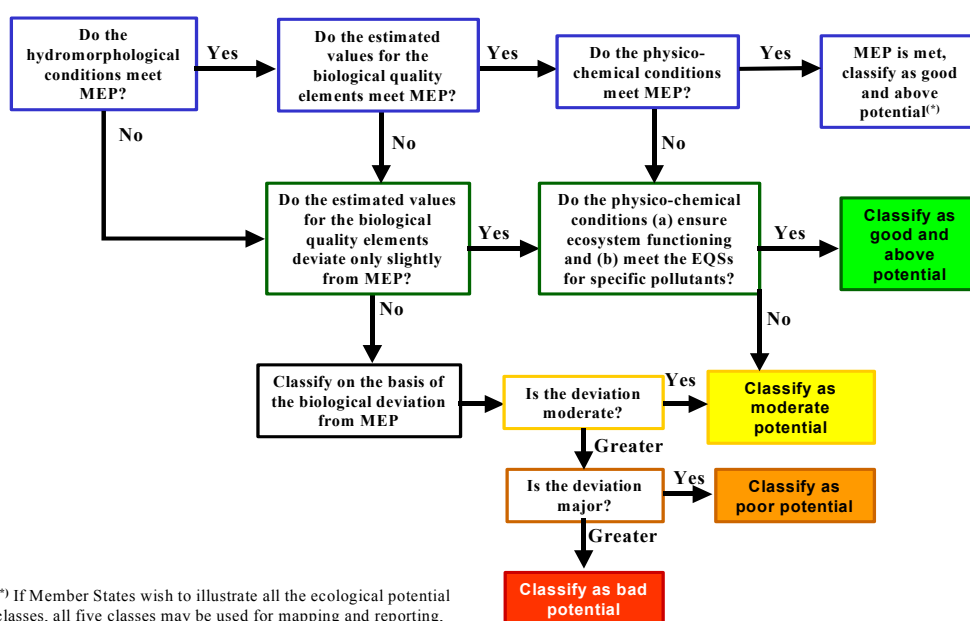 Do the
hydromorphological
conditions meet
MEP?
Yes
Do the estimated
values for the
biological quality
elements meet MEP?
Yes
Do the physico-
chemical conditions
meet MEP?
Yes
MEP is met,
classify as good
and above
potential(*)
No
No
No
Do the estimated values
for the biological
quality elements
deviate only slightly
from MEP?
Yes
Do the physico-chemical
conditions (a) ensure
ecosystem functioning
and (b) meet the EQSs
for specific pollutants?
Yes
Classify as
good and
above
potential
No
No
Classify on the basis of
the biological deviation
from MEP
Is the deviation
moderate?
Yes
Classify as
moderate
potential
Greater
Is the deviation
major?
Yes
Classify as
poor potential
Greater
Classify as bad
potential
*) If Member States wish to illustrate all the ecological potential
classes, all five classes may be used for mapping and reporting.